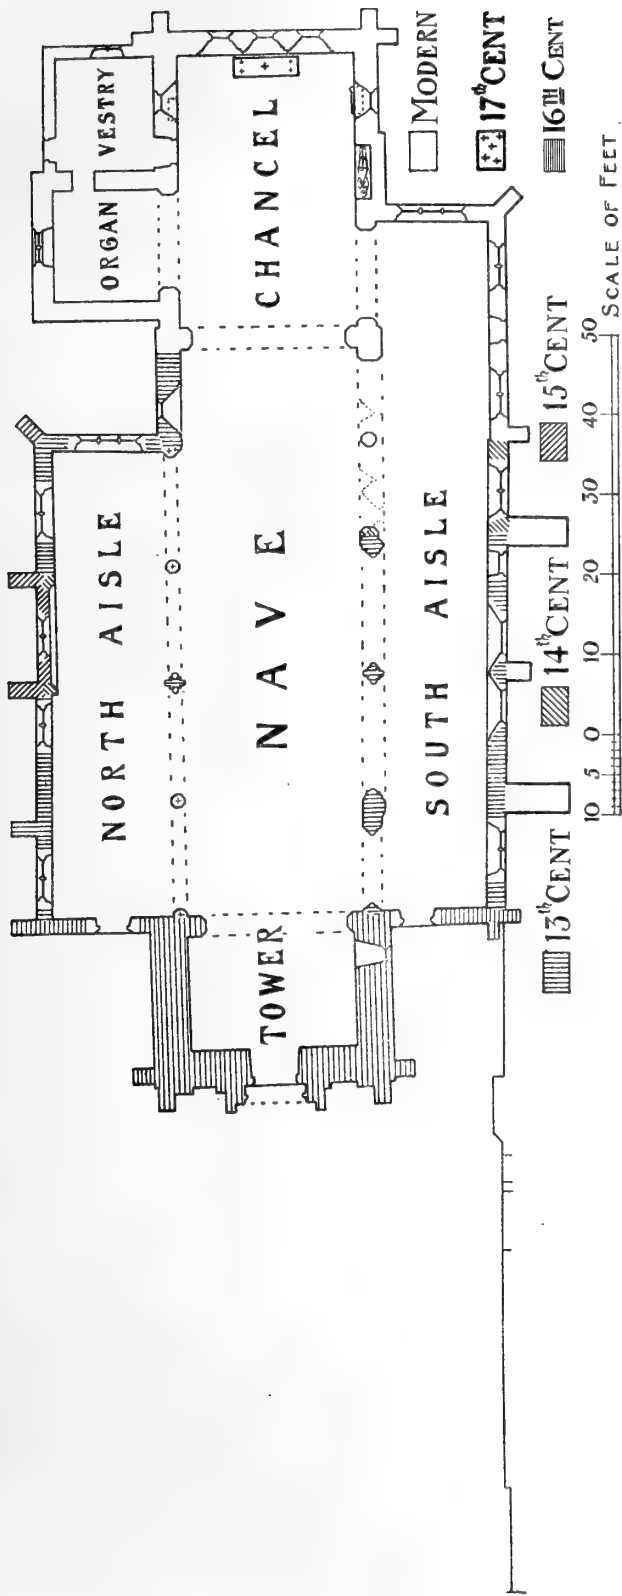 VESTRY
ORGAN
CHANCEL
NORTH AISLE
NAVE
SOUTH AISLE
TOWER
13th CENT
14th CENT
15th CENT
MODERN
17th CENT
16TH CENT
10 5 0 10 20 30 40 50 SCALE OF FEET